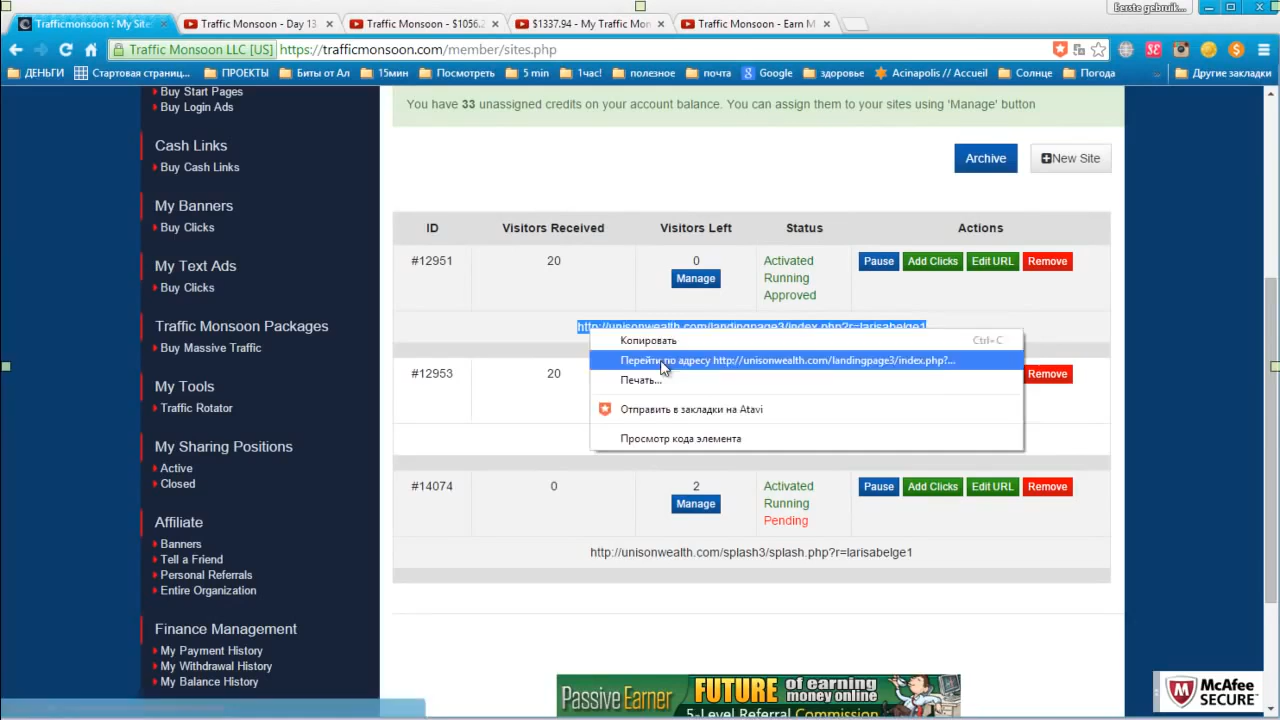 Trafficmonsoon : My Site
Traffic Monsoon - Day 13
Traffic Monsoon - $1056.2
$1337.94 - My Traffic Mon
Traffic Monsoon - Earn M
Eerste gebruik...
Traffic Monsoon LLC [US]
https://trafficmonsoon.com/member/sites.php
ДЕНЬГИ
Стартовая страниц...
ПРОЕКТЫ
Биты от Ал
15мин
Посмотреть
5 min
1час!
полезное
почта
Google
здоровье
Acinapolis // Accueil
Солнце
Погода
»
Другие закладки
Buy Start Pages
Buy Login Ads
Cash Links
Buy Cash Links
My Banners
Buy Clicks
My Text Ads
Buy Clicks
Traffic Monsoon Packages
Buy Massive Traffic
My Tools
Traffic Rotator
My Sharing Positions
Active
Closed
Affiliate
Banners
Tell a Friend
Personal Referrals
Entire Organization
Finance Management
My Payment History
My Withdrawal History
My Balance History
You have 33 unassigned credits on your account balance. You can assign them to your sites using 'Manage' button
Archive
New Site
ID Visitors Received Visitors Left Status Actions
#12951 20 0 Activated Pause Add Clicks Edit URL Remove
Manage Running
Approved
http://unisonwealth.com/landingpage3/index.php?r=larisabelge1
Копировать Ctrl+C
Перейти по адресу http://unisonwealth.com/landingpage3/index.php?...
Печать...
Отправить в закладки на Atavi
Просмотр кода элемента
#12953 20 Remove
#14074 0 2 Activated Pause Add Clicks Edit URL Remove
Manage Running
Pending
http://unisonwealth.com/splash3/splash.php?r=larisabelge1
Passive Earner
FUTURE of earning
money online
5-Level Referral Commission
McAfee
SECURE